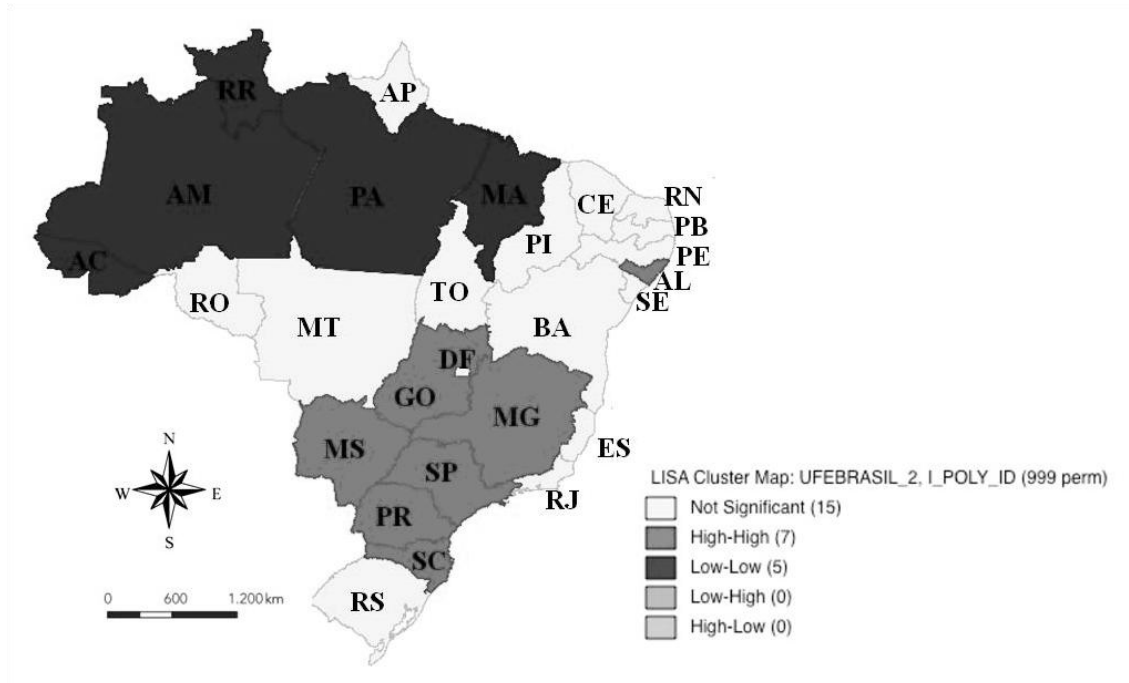 RR
AP
AM
PA
MA
CE
RN
PB
PI
PE
AC
AL
TO
SE
RO
MT
BA
DF
GO
MG
MS
ES
SP
RJ
PR
SC
RS
N
W E
S
0 600 1.200 km
LISA Cluster Map: UFEBRASIL_2, I_POLY_ID (999 perm)
Not Significant (15)
High-High (7)
Low-Low (5)
Low-High (0)
High-Low (0)